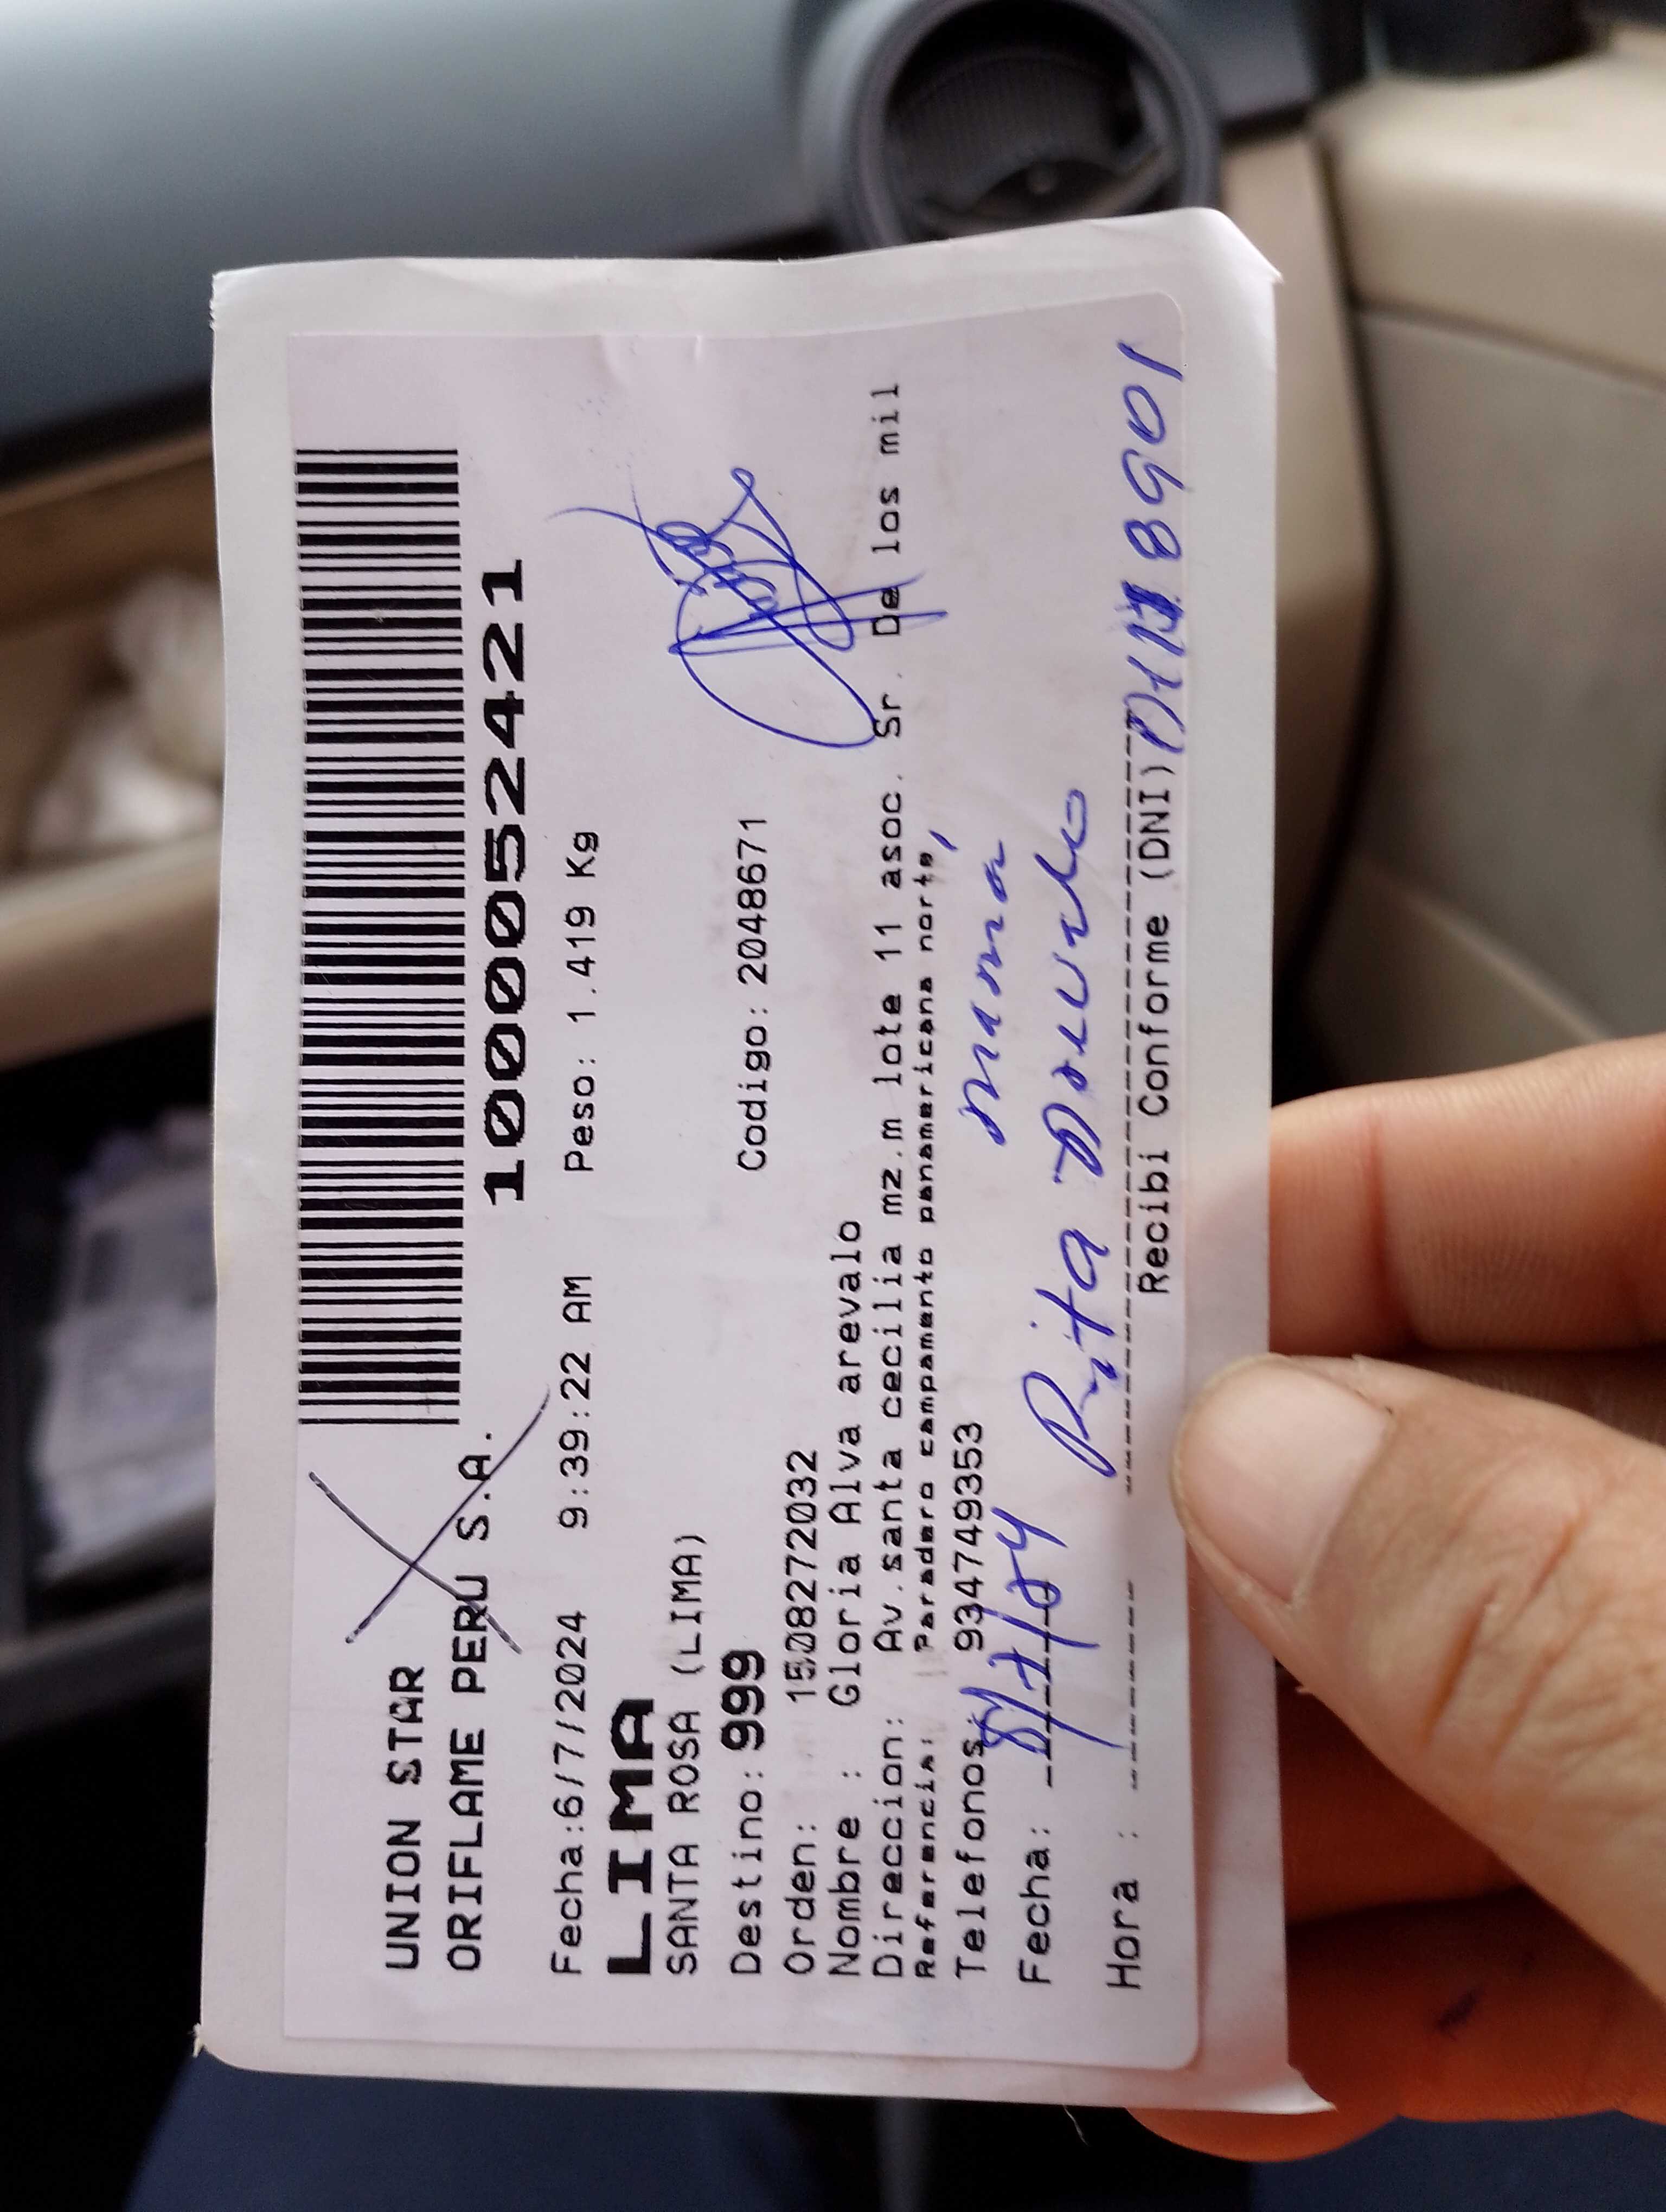 UNION STAR
ORIFLAME PERU S.A.
1000052421
Fecha:6/7/2024 9:39:22 AM Peso: 1.419 Kg
LIMA
SANTA ROSA (LIMA)
Destino: 999 Codigo: 2048671
Orden: 1508272032
Nombre : Gloria Alva arevalo
Direccion: Av.santa cecilia mz.m lote 11 asoc. Sr. De los mil
Referencia: Paradero campamento panamericana norte,
Telefonos: 934749353
mama
Fecha: 8/7/24 Rita
Hora :
Recibi Conforme (DNI) 8901